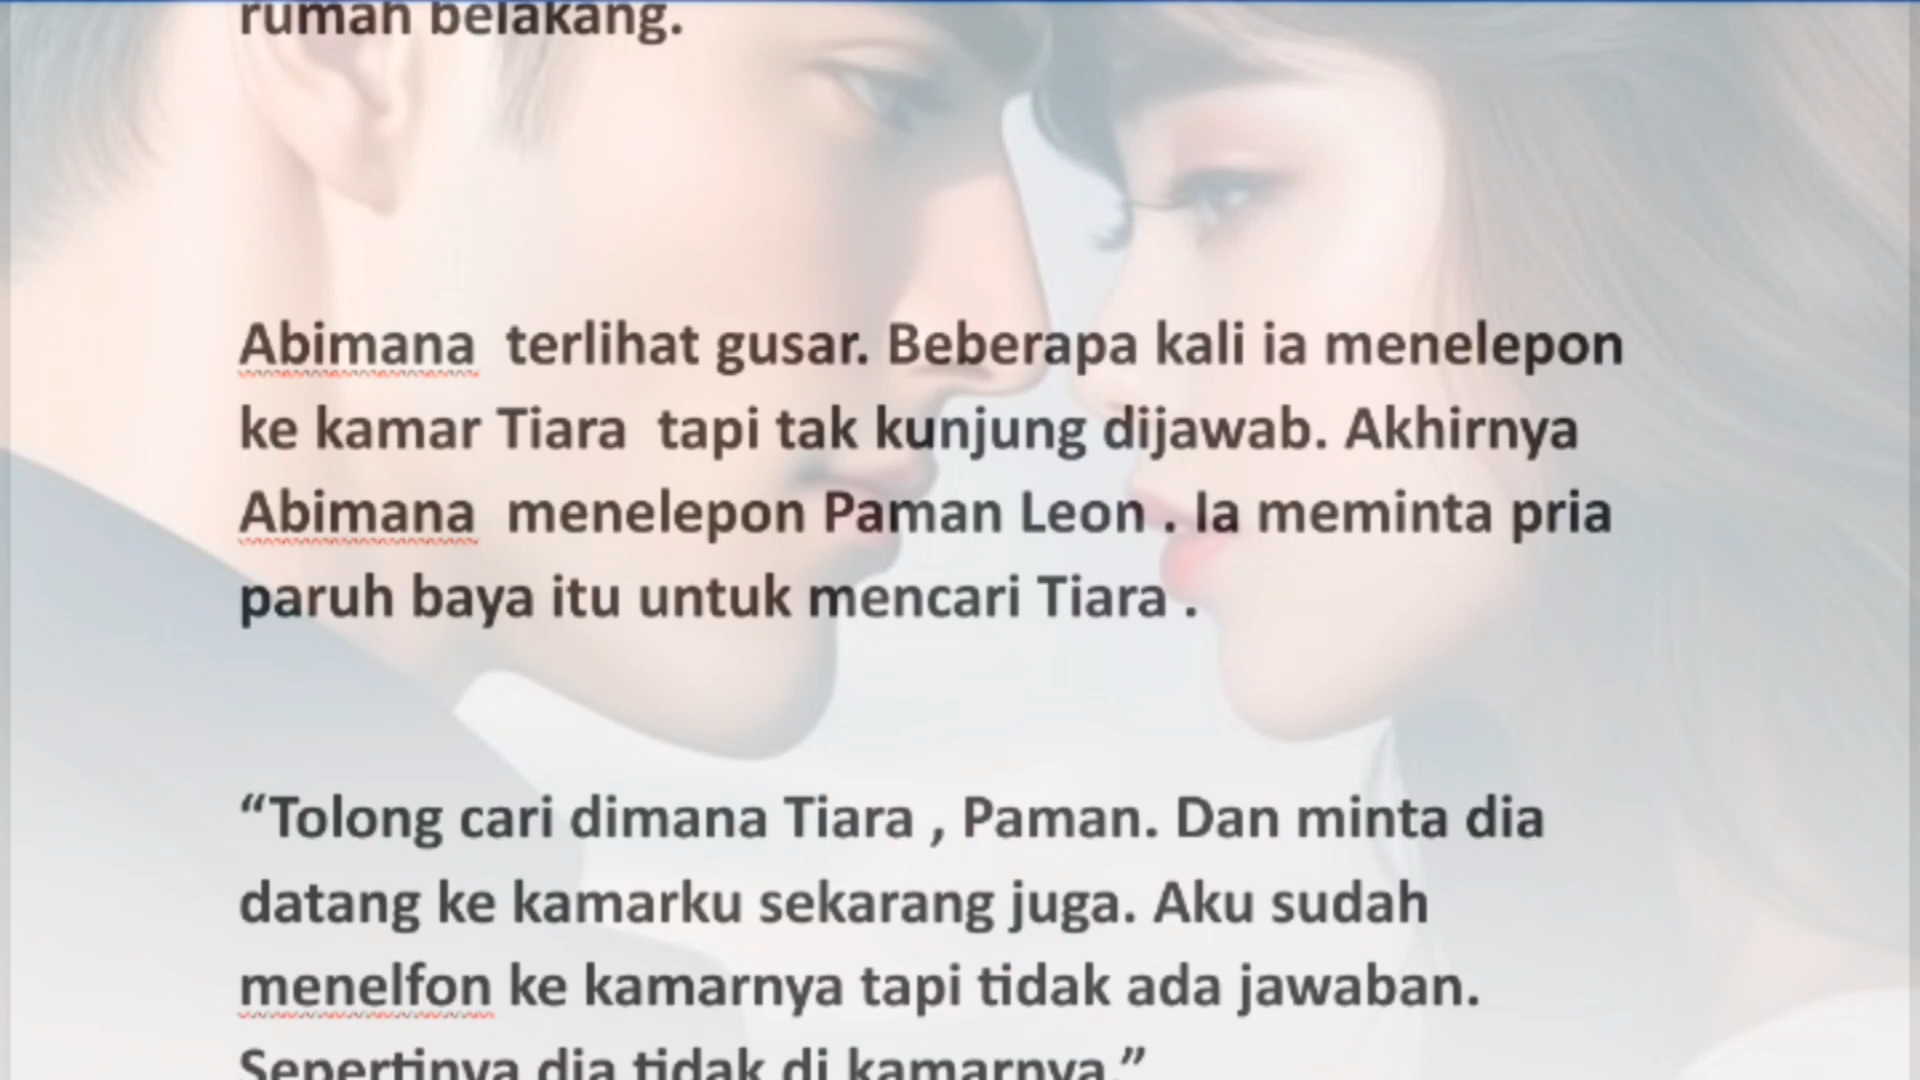 rumah belakang.
Abimana terlihat gusar. Beberapa kali ia menelepon
ke kamar Tiara tapi tak kunjung dijawab. Akhirnya
Abimana menelepon Paman Leon . Ia meminta pria
paruh baya itu untuk mencari Tiara .
“Tolong cari dimana Tiara , Paman. Dan minta dia
datang ke kamarku sekarang juga. Aku sudah
menelfon ke kamarnya tapi tidak ada jawaban.
Sepertinya dia tidak di kamarnya.”